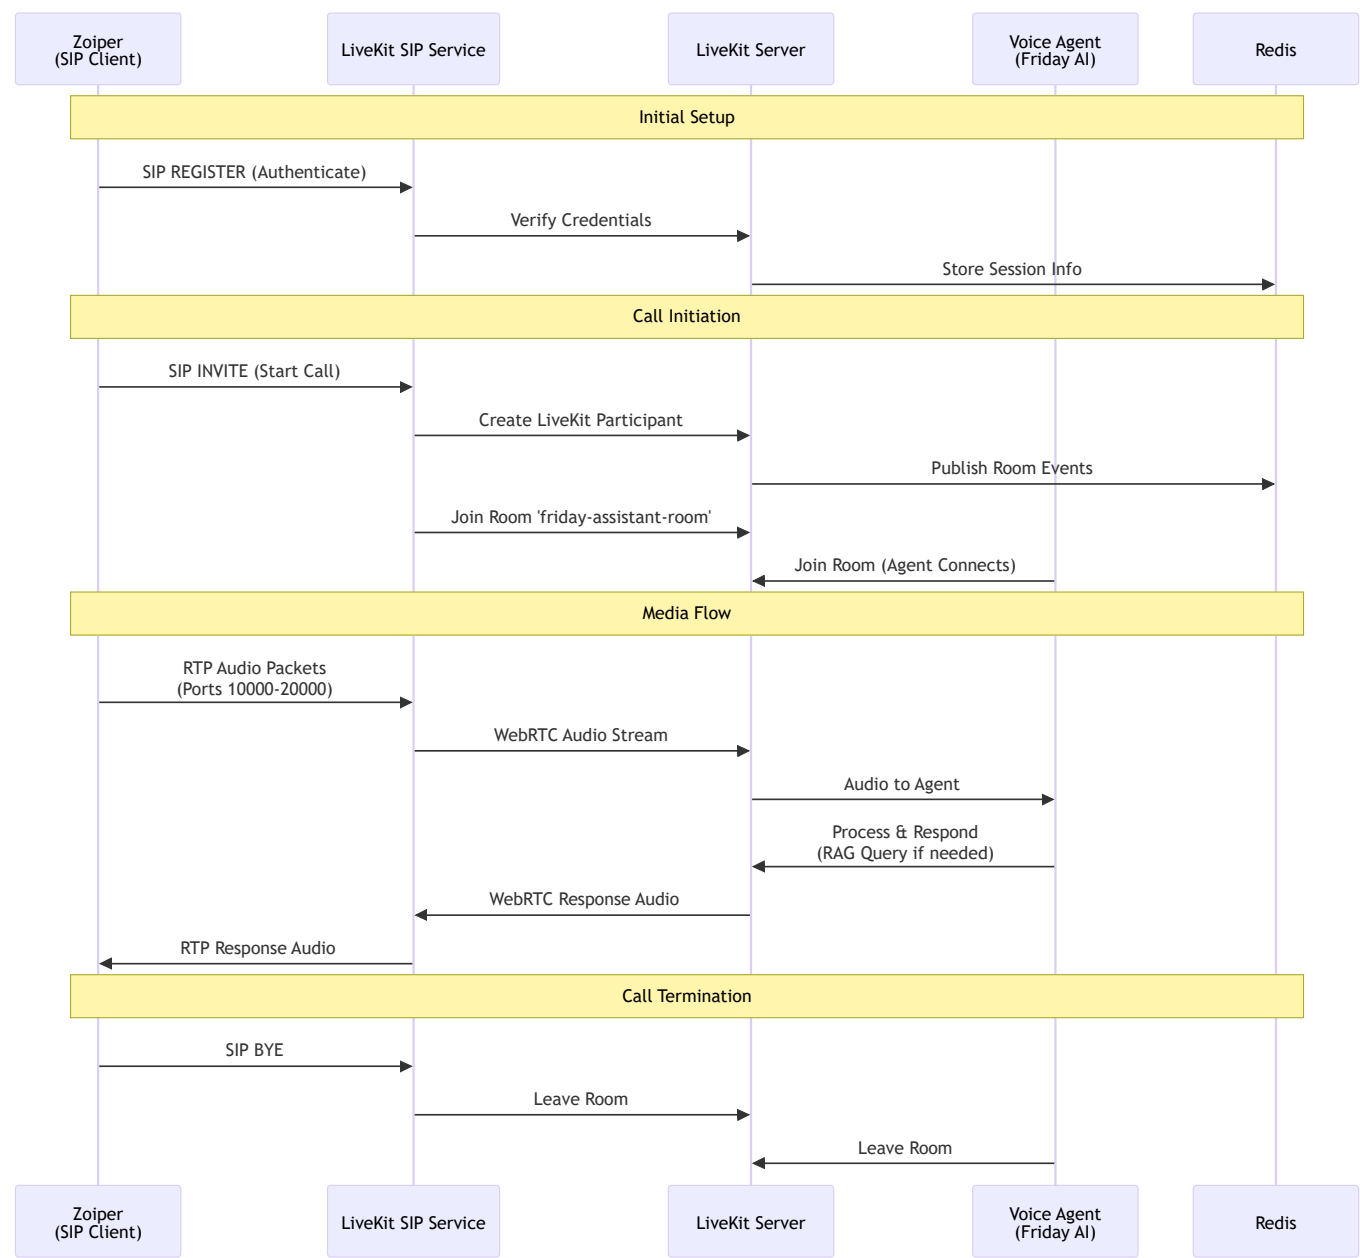 Zoiper
(SIP Client)
LiveKit SIP Service
LiveKit Server
Voice Agent
(Friday AI)
Redis
Initial Setup
SIP REGISTER (Authenticate)
Verify Credentials
Store Session Info
Call Initiation
SIP INVITE (Start Call)
Create LiveKit Participant
Publish Room Events
Join Room 'friday-assistant-room'
Join Room (Agent Connects)
Media Flow
RTP Audio Packets
(Ports 10000-20000)
WebRTC Audio Stream
Audio to Agent
Process & Respond
(RAG Query if needed)
WebRTC Response Audio
RTP Response Audio
Call Termination
SIP BYE
Leave Room
Leave Room
Zoiper
(SIP Client)
LiveKit SIP Service
LiveKit Server
Voice Agent
(Friday AI)
Redis